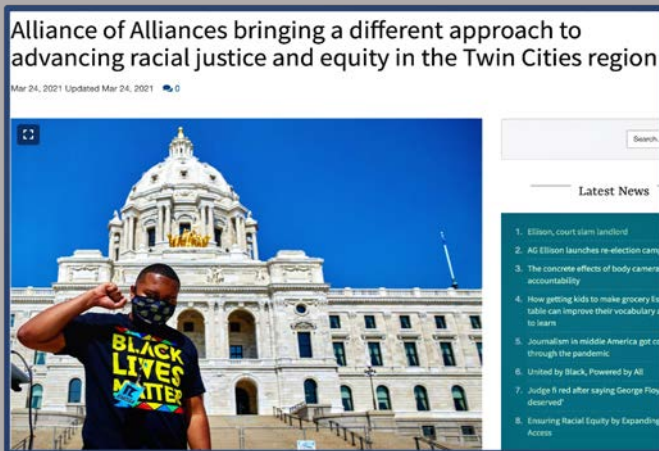 Alliance of Alliances bringing a different approach to
advancing racial justice and equity in the Twin Cities region
Mar 24, 2021 Updated Mar 24, 2021 0
Search.
Latest News
1. Ellison, court slam landlord
2. AG Ellison launches re-election cam
3. The concrete effects of body camera
accountability
4. How getting kids to make grocery lis
table can improve their vocabulary a
to learn
5. Journalism in middle America got co
through the pandemic
6. United by Black, Powered by All
7. Judge fired after saying George Floy
deserved'
8. Ensuring Racial Equity by Expanding
Access
BLACK
LIVES
MATTER